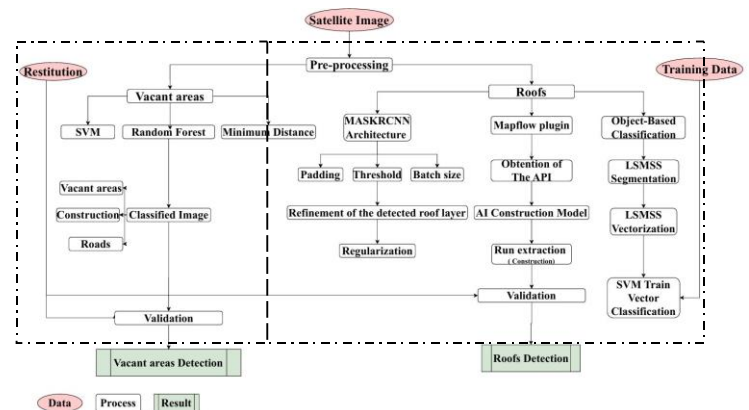 Satellite Image
Restitution
Pre-processing
Training Data
Vacant areas
Roofs
SVM
Random Forest
Minimum Distance
MASKRCNN
Architecture
Mapflow plugin
Object-Based
Classification
Padding
Threshold
Batch size
Obtention of
The API
LSMSS
Segmentation
Vacant areas
Construction
Classified Image
Roads
Refinement of the detected roof layer
AI Construction Model
LSMSS
Vectorization
Regularization
Run extraction
( Construction)
SVM Train
Vector
Classification
Validation
Validation
Vacant areas Detection
Roofs Detection
Data
Process
Result